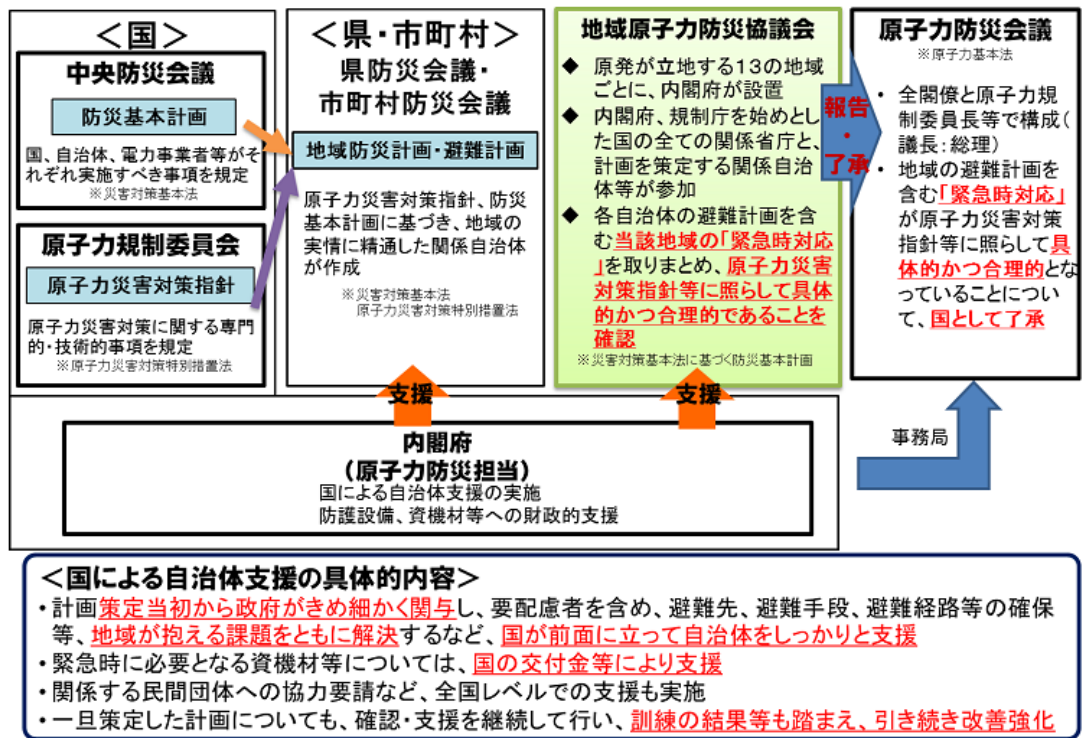 ＜国＞
中央防災会議
防災基本計画
国、自治体、電力事業者等がそ
れぞれ実施すべき事項を規定
※災害対策基本法
原子力規制委員会
原子力災害対策指針
原子力災害対策に関する専門
的・技術的事項を規定
※原子力災害対策特別措置法
＜県・市町村＞
県防災会議・
市町村防災会議
地域防災計画・避難計画
原子力災害対策指針、防災
基本計画に基づき、地域の
実情に精通した関係自治体
が作成
※災害対策基本法
原子力災害対策特別措置法
支援
地域原子力防災協議会
◆ 原発が立地する１３の地域
ごとに、内閣府が設置
◆ 内閣府、規制庁を始めとし
た国の全ての関係省庁と、
計画を策定する関係自治
体等が参加
◆ 各自治体の避難計画を含
む当該地域の「緊急時対応
」を取りまとめ、原子力災害
対策指針等に照らして具体
的かつ合理的であることを
確認
※災害対策基本法に基づく防災基本計画
支援
報告
・
了承
原子力防災会議
※原子力基本法
• 全閣僚と原子力規
制委員長等で構成（
議長：総理）
• 地域の避難計画を
含む「緊急時対応」
が原子力災害対策
指針等に照らして具
体的かつ合理的とな
っていることについ
て、国として了承
事務局
内閣府
（原子力防災担当）
国による自治体支援の実施
防護設備、資機材等への財政的支援
＜国による自治体支援の具体的内容＞
・計画策定当初から政府がきめ細かく関与し、要配慮者を含め、避難先、避難手段、避難経路等の確保
等、地域が抱える課題をともに解決するなど、国が前面に立って自治体をしっかりと支援
・緊急時に必要となる資機材等については、国の交付金等により支援
・関係する民間団体への協力要請など、全国レベルでの支援も実施
・一旦策定した計画についても、確認・支援を継続して行い、訓練の結果等も踏まえ、引き続き改善強化